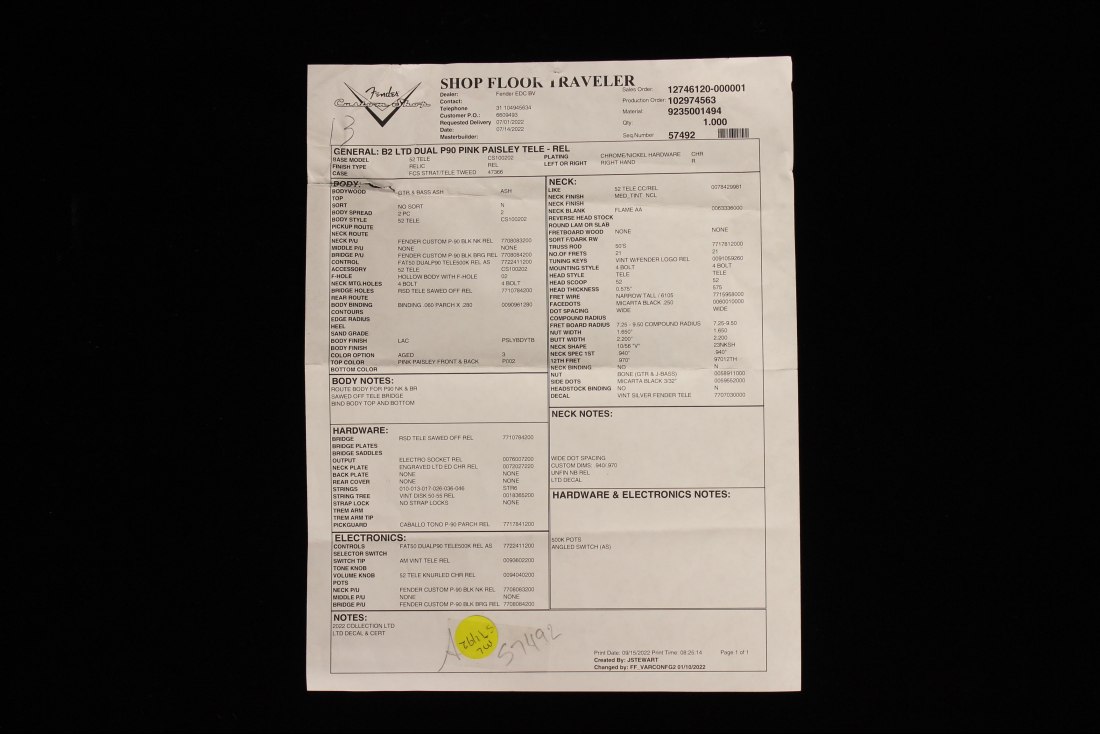 Fender
Custom Shop
13
SHOP FLOOR TRAVELER
Dealer: Fender EDC BV
Contact:
Telephone 31 104945634
Customer P.O.: 6609493
Requested Delivery 07/01/2022
Date: 07/14/2022
Masterbuilder:
Sales Order: 12746120-000001
Production Order: 102974563
Material: 9235001494
Qty: 1.000
Seq Number 57492
GENERAL: B2 LTD DUAL P90 PINK PAISLEY TELE - REL
BASE MODEL 52 TELE CS100202 PLATING CHROME/NICKEL HARDWARE CHR
FINISH TYPE RELIC REL LEFT OR RIGHT RIGHT HAND R
CASE FCS STRAT/TELE TWEED 47366
BODY:
BODYWOOD GTR & BASS ASH ASH
TOP
SORT NO SORT N
BODY SPREAD 2 PC 2
BODY STYLE 52 TELE CS100202
PICKUP ROUTE
NECK ROUTE
NECK P/U FENDER CUSTOM P-90 BLK NK REL 7708083200
MIDDLE P/U NONE NONE
BRIDGE P/U FENDER CUSTOM P-90 BLK BRG REL 7708084200
CONTROL FAT50 DUALP90 TELE500K REL AS 7722411200
ACCESSORY 52 TELE CS100202
F-HOLE HOLLOW BODY WITH F-HOLE 02
NECK MTG.HOLES 4 BOLT 4 BOLT
BRIDGE HOLES RSD TELE SAWED OFF REL 7710784200
REAR ROUTE
BODY BINDING BINDING .060 PARCH X .250 0090961280
CONTOURS
EDGE RADIUS
HEEL
SAND GRADE
BODY FINISH LAC PSLYBDYTB
BODY FINISH
COLOR OPTION AGED 3
TOP COLOR PINK PAISLEY FRONT & BACK P002
BOTTOM COLOR
NECK:
LIKE 52 TELE CC/REL 0078429981
NECK FINISH MED. TINT NCL
NECK FINISH
NECK BLANK FLAME AA 0060336000
REVERSE HEAD STOCK
ROUND LAM OR SLAB
FRETBOARD WOOD NONE NONE
SORT F/DARK RW
TRUSS ROD 50'S 7717812000
NO.OF FRETS 21 21
TUNING KEYS VINT W/FENDER LOGO REL 0091059260
MOUNTING STYLE 4 BOLT 4 BOLT
HEAD STYLE TELE TELE
HEAD SCOOP 52 52
HEAD THICKNESS 0.575" 575
FRET WIRE NARROW TALL / 6105 7715958000
FACEDOTS MICARTA BLACK .250 0060010000
DOT SPACING WIDE WIDE
COMPOUND RADIUS
FRET BOARD RADIUS 7.25 - 9.50 COMPOUND RADIUS 7.25-9.50
NUT WIDTH 1.650" 1.650
BUTT WIDTH 2.200" 2.200
NECK SHAPE 10/56 "V" 23NKSH
NECK SPEC 1ST .940" .940"
12TH FRET .970" .97012TH
NECK BINDING NO N
NUT BONE (GTR & J-BASS) 0058911000
SIDE DOTS MICARTA BLACK 3/32" 0059552000
HEADSTOCK BINDING NO N
DECAL VINT SILVER FENDER TELE 7707030000
BODY NOTES:
ROUTE BODY FOR P90 NK & BR
SAWED OFF TELE BRIDGE
BIND BODY TOP AND BOTTOM
NECK NOTES:
WIDE DOT SPACING
CUSTOM DIMS: .940/.970
UNFIN NB REL
LTD DECAL
HARDWARE:
BRIDGE RSD TELE SAWED OFF REL 7710784200
BRIDGE PLATES
BRIDGE SADDLES
OUTPUT ELECTRO SOCKET REL 0076007200
NECK PLATE ENGRAVED LTD ED CHR REL 0073027220
BACK PLATE NONE NONE
REAR COVER NONE NONE
STRINGS 010-013-017-026-036-046 STR6
STRING TREE VINT DISK 50-55 REL 0018365200
STRAP LOCK NO STRAP LOCKS NONE
TREM ARM
TREM ARM TIP
PICKGUARD CABALLO TONO P-90 PARCH REL 7717841200
HARDWARE & ELECTRONICS NOTES:
500K POTS
ANGLED SWITCH (AS)
ELECTRONICS:
CONTROLS FAT50 DUALP90 TELE500K REL AS 7722411200
SELECTOR SWITCH
SWITCH TIP AM VINT TELE REL 0090602200
TONE KNOB
VOLUME KNOB 52 TELE KNURLED CHR REL 0094040200
POTS
NECK P/U FENDER CUSTOM P-90 BLK NK REL 7708083200
MIDDLE P/U NONE NONE
BRIDGE P/U FENDER CUSTOM P-90 BLK BRG REL 7708084200
NOTES:
2022 COLLECTION LTD
LTD DECAL & CERT
A
57492
57492
Print Date: 09/15/2022 Print Time: 08:25:14 Page 1 of 1
Created By: JSTEWART
Changed by: FF_VARCONFG2 01/10/2022